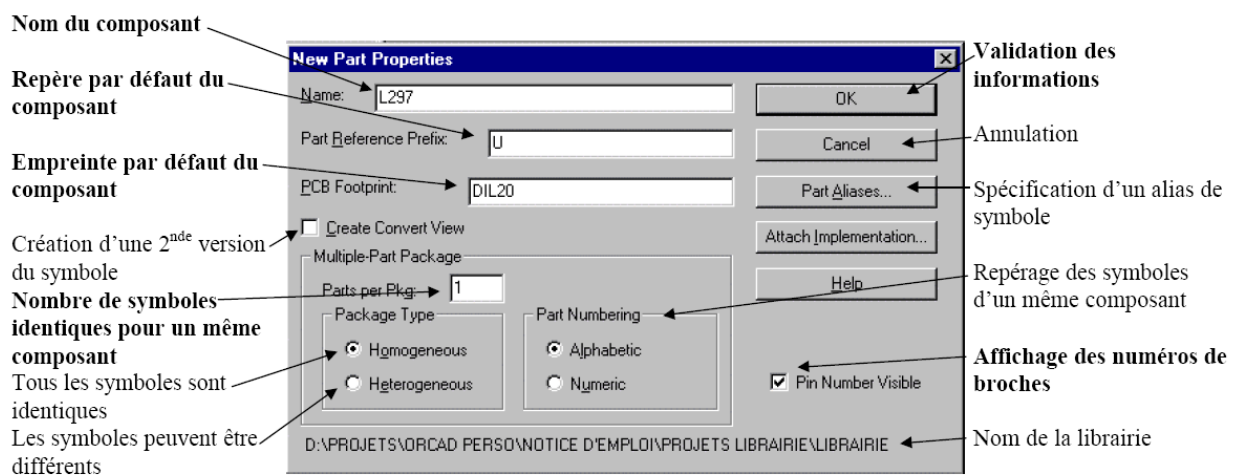 Nom du composant
Repère par défaut du
composant
Empreinte par défaut du
composant
Création d'une 2nde version
du symbole
Nombre de symboles
identiques pour un même
composant
Tous les symboles sont
identiques
Les symboles peuvent être
différents
New Part Properties
Name:
L297
Part Reference Prefix:
U
PCB Footprint:
DIL20
Create Convert View
Multiple-Part Package
Parts per Pkg:
1
Package Type
Homogeneous
Heterogeneous
Part Numbering
Alphabetic
Numeric
OK
Cancel
Part Aliases...
Attach Implementation...
Help
Pin Number Visible
D:\PROJETS\ORCAD PERSO\NOTICE D'EMPLOI\PROJETS LIBRAIRIE\LIBRAIRIE
Validation des
informations
Annulation
Spécification d'un alias de
symbole
Repérage des symboles
d'un même composant
Affichage des numéros de
broches
Nom de la librairie